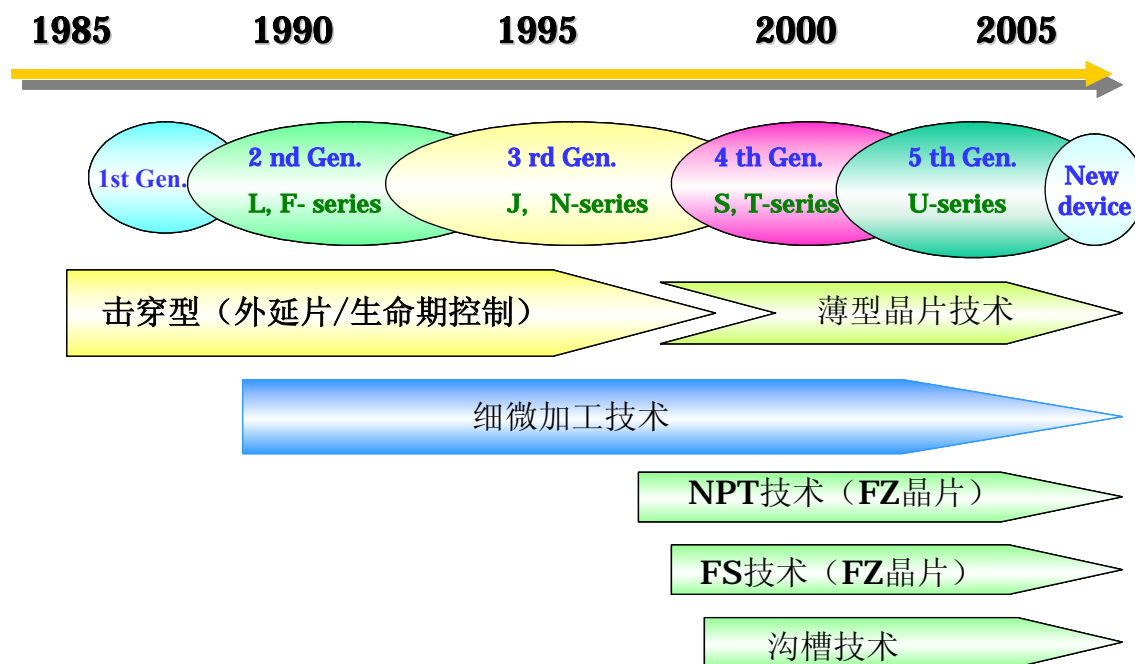 1985 1990 1995 2000 2005
1st Gen.
2 nd Gen.
L, F- series
3 rd Gen.
J, N-series
4 th Gen.
S, T-series
5 th Gen.
U-series
New
device
击穿型（外延片/生命期控制）
薄型晶片技术
细微加工技术
NPT技术（FZ晶片）
FS技术（FZ晶片）
沟槽技术